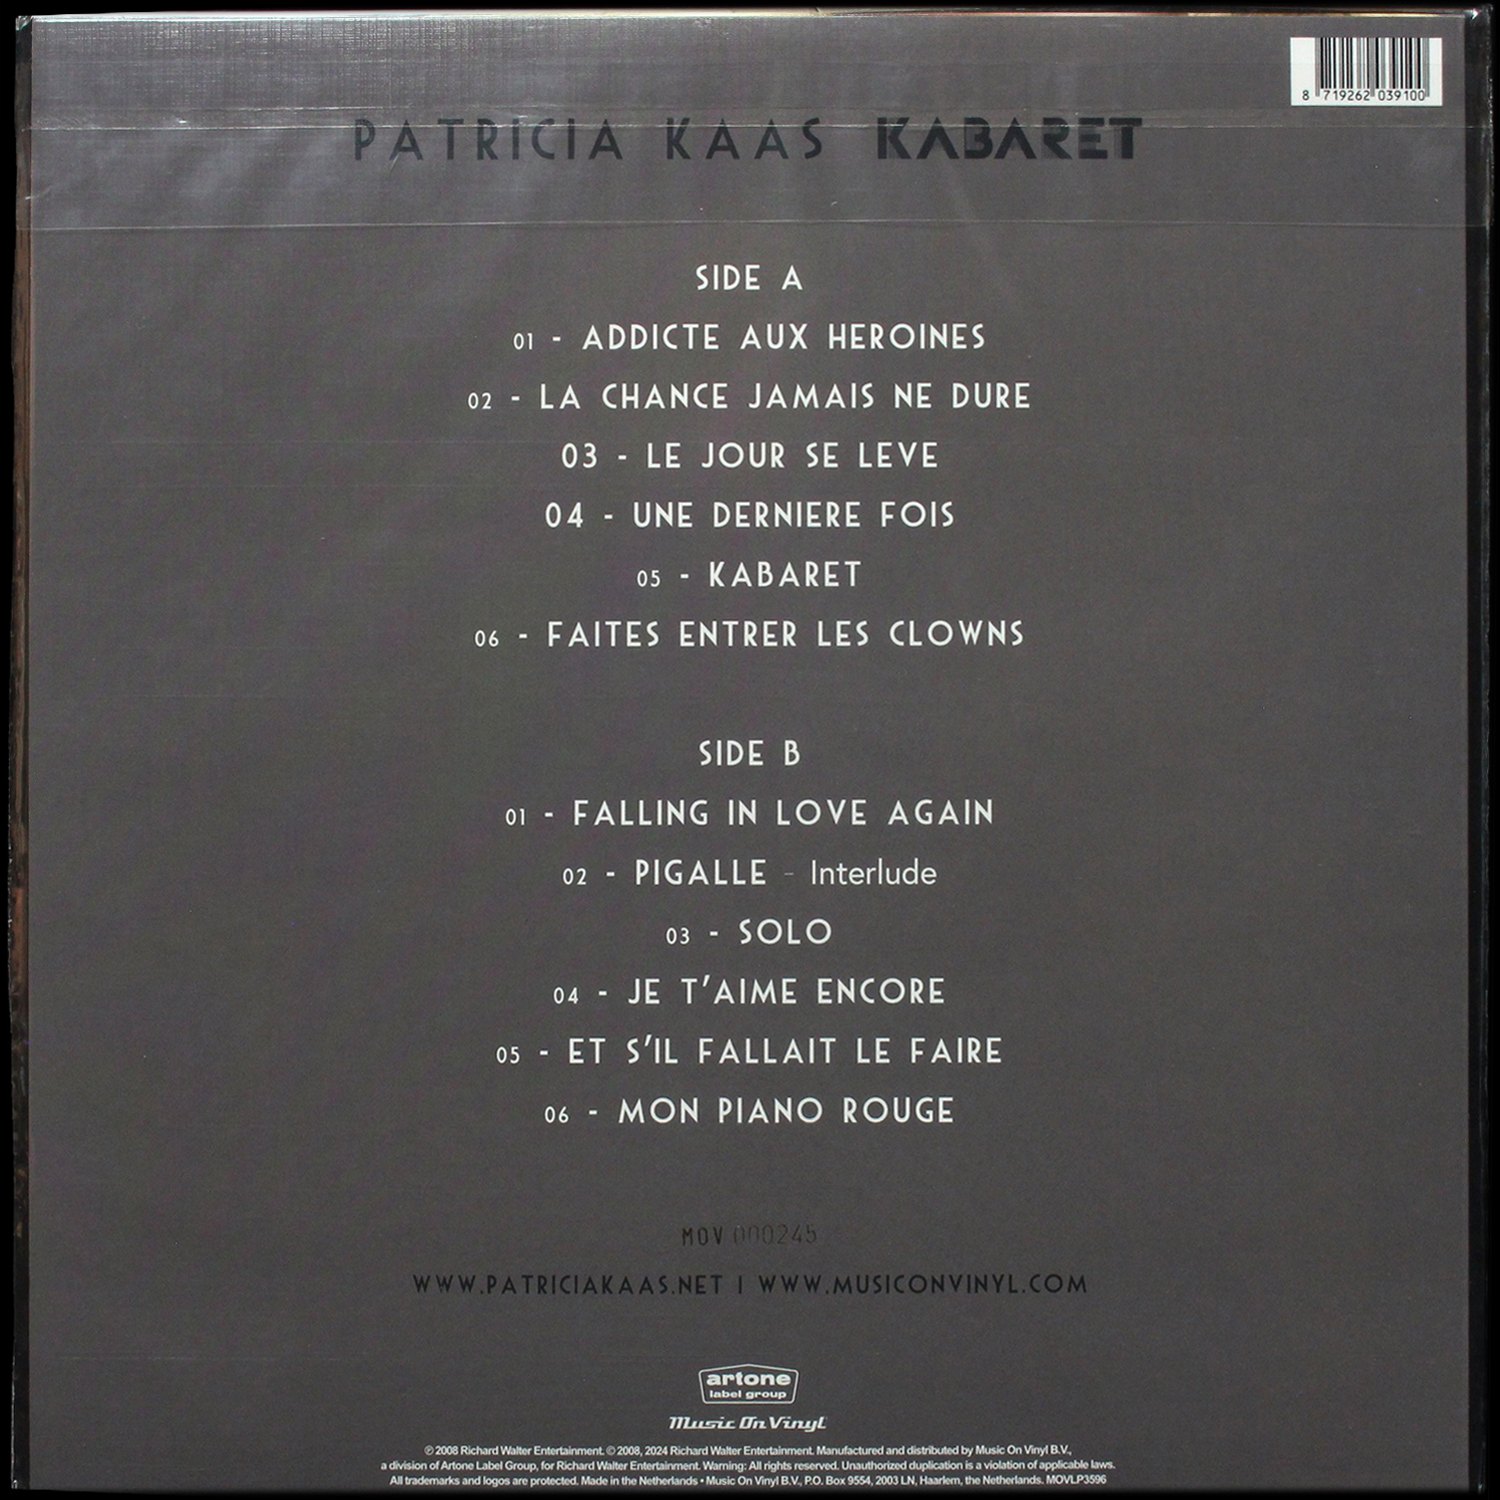 8 719262 039100
PATRICIA KAAS KABARET
SIDE A
01 - ADDICTE AUX HEROINES
02 - LA CHANCE JAMAIS NE DURE
03 - LE JOUR SE LEVE
04 - UNE DERNIERE FOIS
05 - KABARET
06 - FAITES ENTRER LES CLOWNS
SIDE B
01 - FALLING IN LOVE AGAIN
02 - PIGALLE - Interlude
03 - SOLO
04 - JE T'AIME ENCORE
05 - ET S'IL FALLAIT LE FAIRE
06 - MON PIANO ROUGE
MOV 000245
WWW.PATRICIAKAAS.NET | WWW.MUSICONVINYL.COM
artone
label group
Music On Vinyl
℗ 2008 Richard Walter Entertainment. © 2008, 2024 Richard Walter Entertainment. Manufactured and distributed by Music On Vinyl B.V.,
a division of Artone Label Group, for Richard Walter Entertainment. Warning: All rights reserved. Unauthorized duplication is a violation of applicable laws.
All trademarks and logos are protected. Made in the Netherlands • Music On Vinyl B.V., P.O. Box 9554, 2003 LN, Haarlem, the Netherlands. MOVLP3596